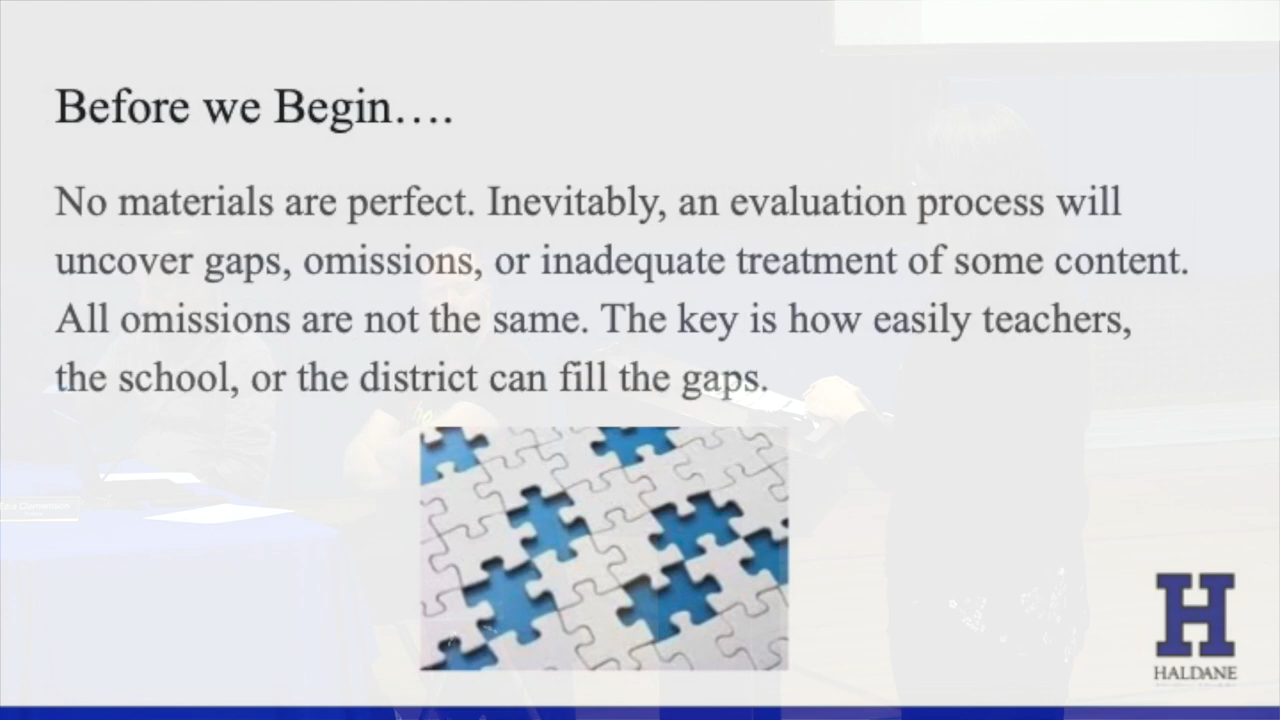 Before we Begin….
No materials are perfect. Inevitably, an evaluation process will
uncover gaps, omissions, or inadequate treatment of some content.
All omissions are not the same. The key is how easily teachers,
the school, or the district can fill the gaps.
H
HALDANE